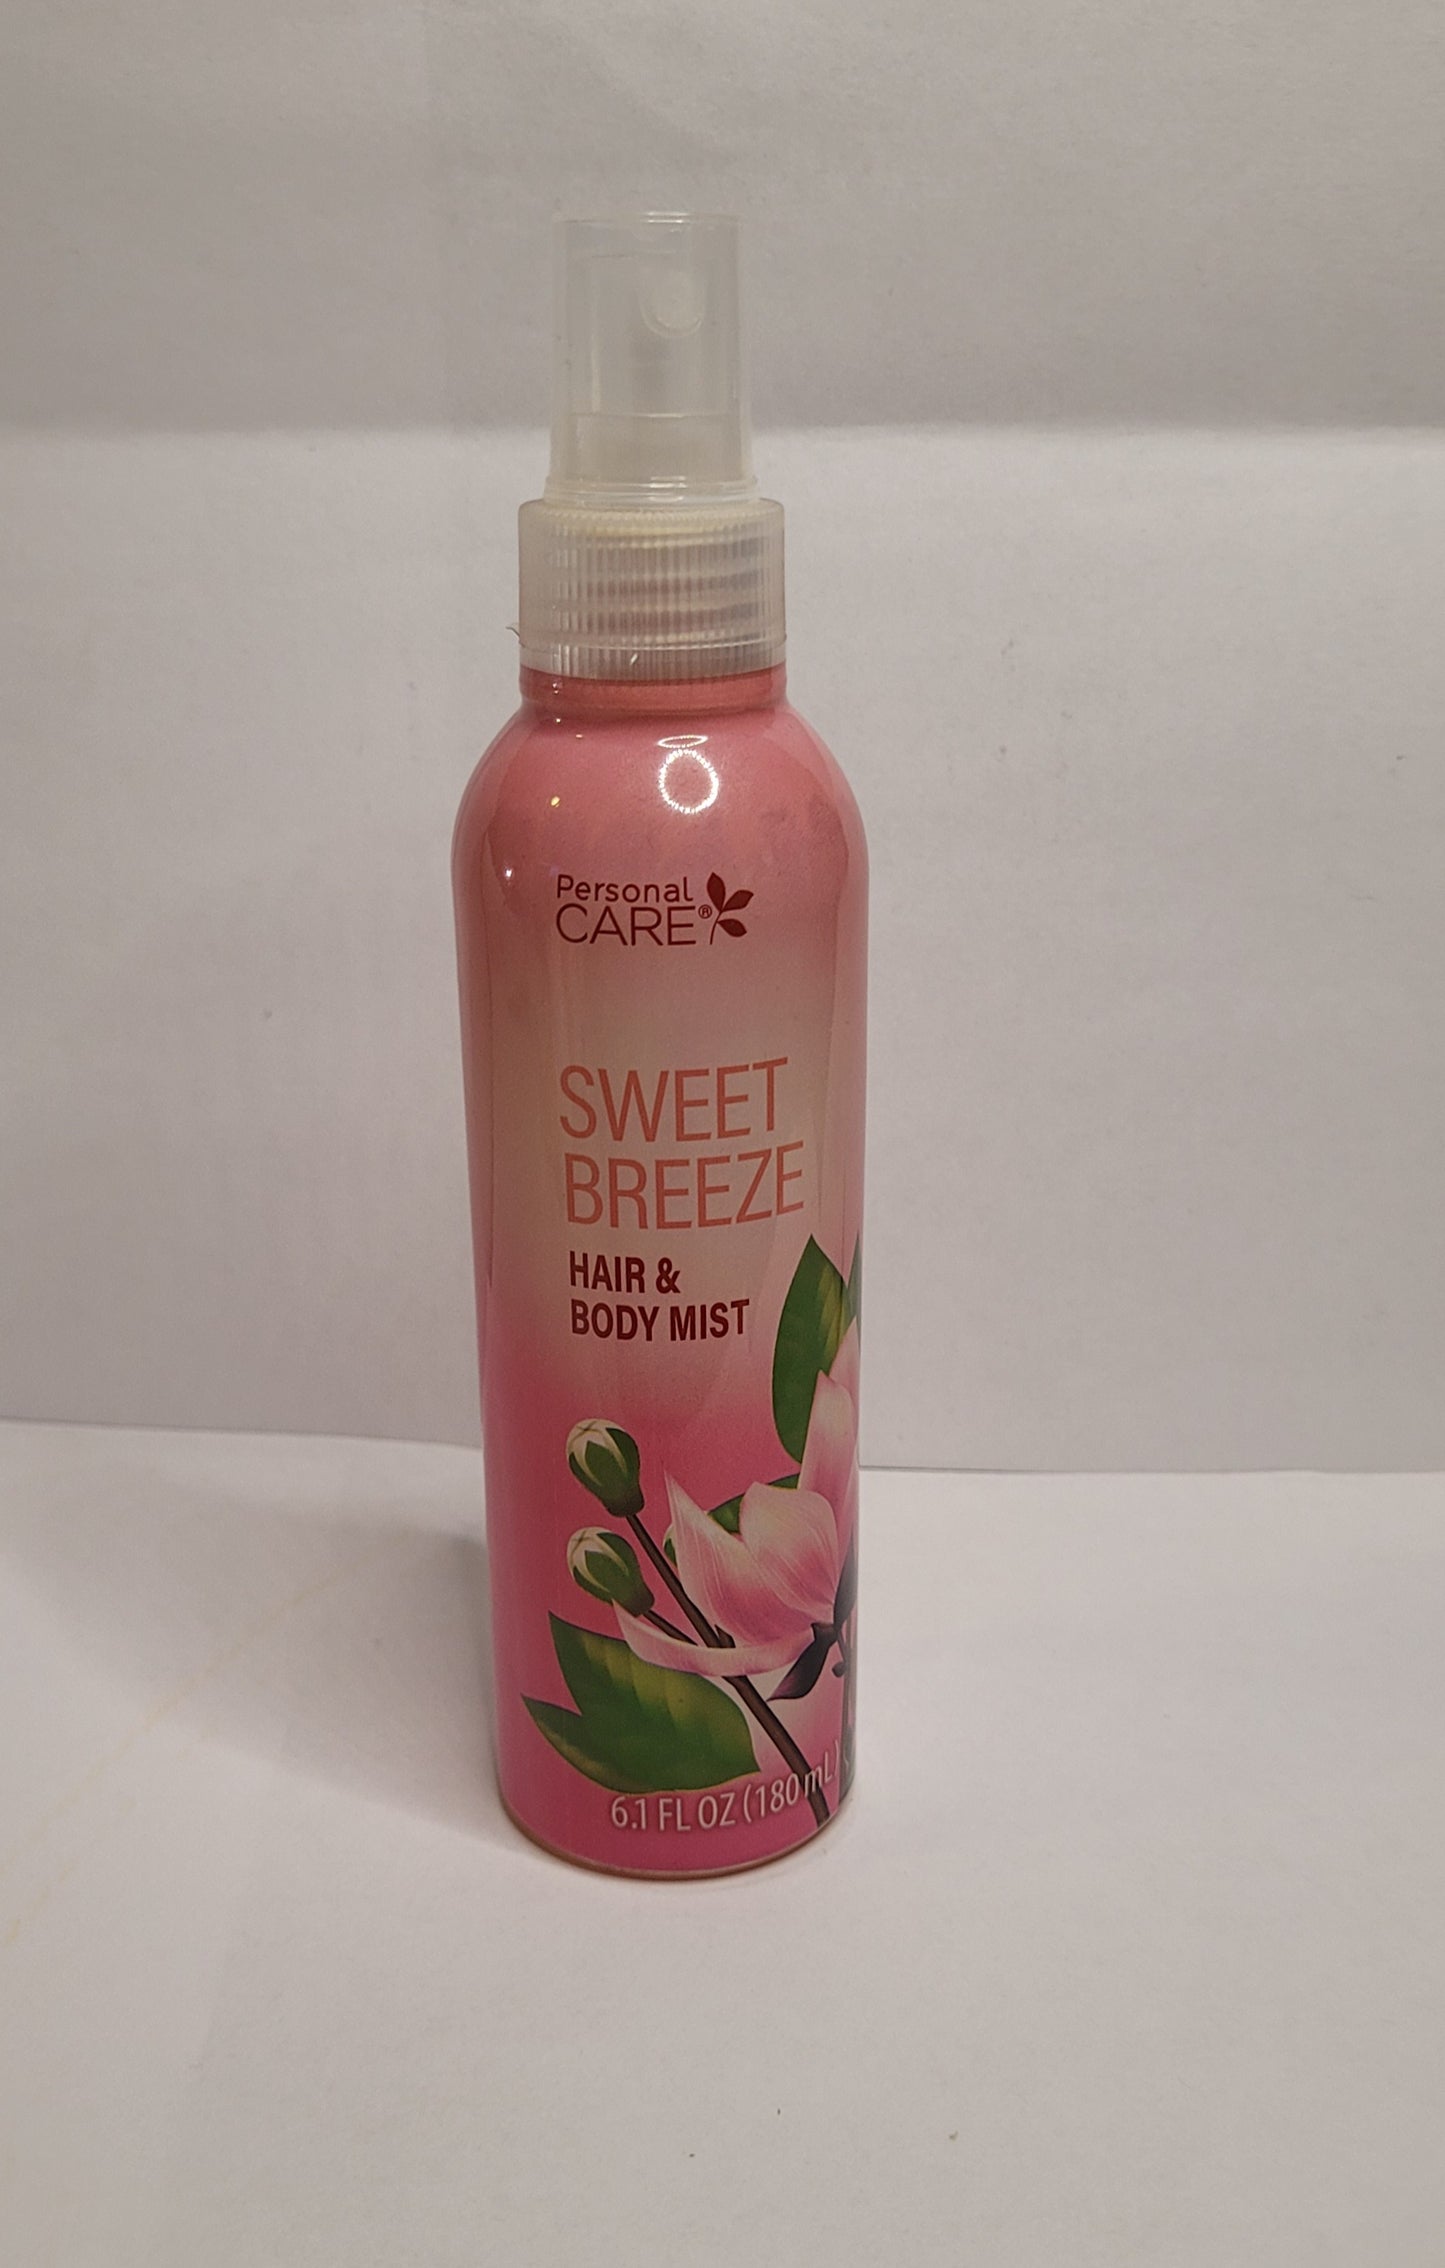 Personal
CARE®
SWEET
BREEZE
HAIR &
BODY MIST
6.1 FL OZ (180 mL)